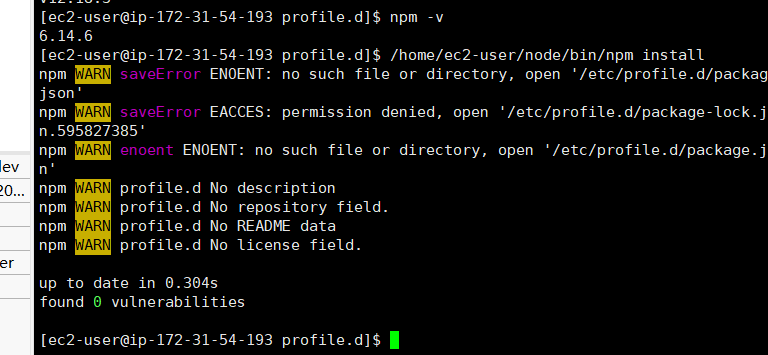 [ec2-user@ip-172-31-54-193 profile.d]$ npm -v
6.14.6
[ec2-user@ip-172-31-54-193 profile.d]$ /home/ec2-user/node/bin/npm install
npm WARN saveError ENOENT: no such file or directory, open '/etc/profile.d/packag
json'
npm WARN saveError EACCES: permission denied, open '/etc/profile.d/package-lock.j
n.595827385'
npm WARN enoent ENOENT: no such file or directory, open '/etc/profile.d/package.j
n'
lev
npm WARN profile.d No description
20...
npm WARN profile.d No repository field.
npm WARN profile.d No README data
npm WARN profile.d No license field.
er
up to date in 0.304s
found 0 vulnerabilities
[ec2-user@ip-172-31-54-193 profile.d]$